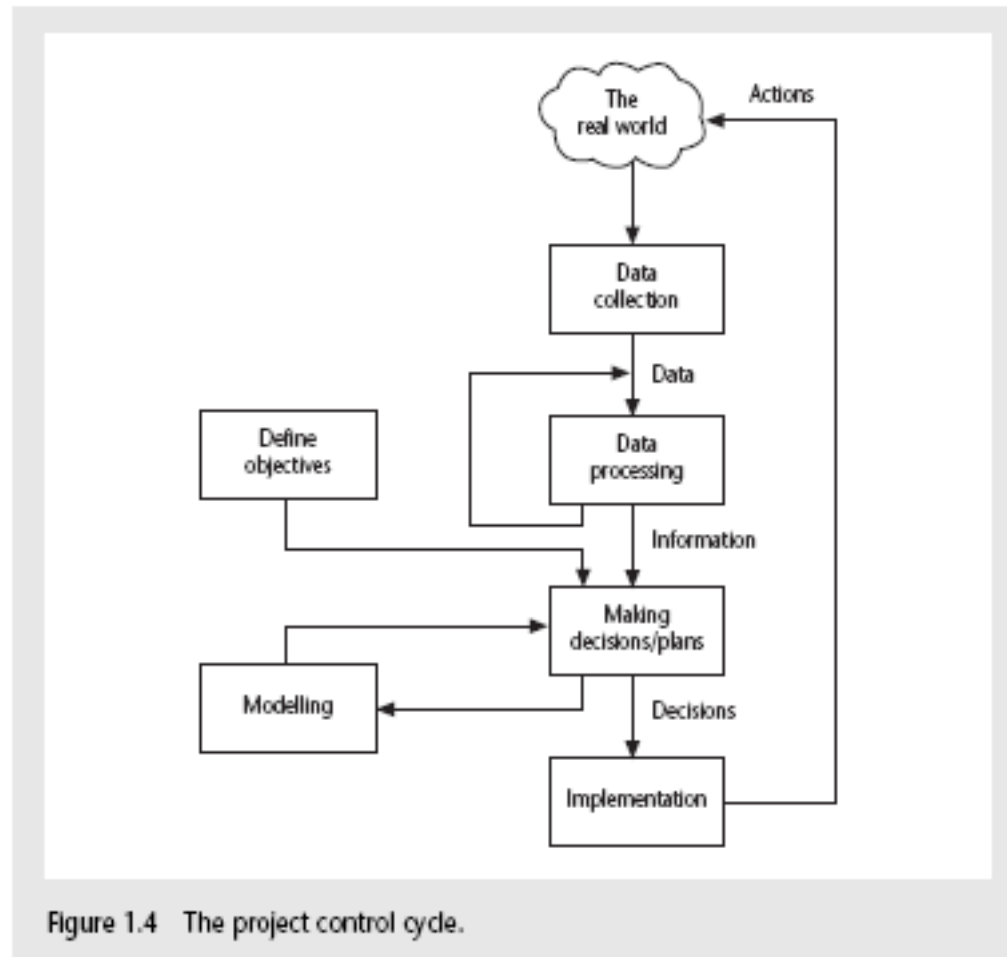 The
real world
Actions
Data
collection
Data
Define
objectives
Data
processing
Information
Making
decisions/plans
Modelling
Decisions
Implementation
Figure 1.4 The project control cycle.